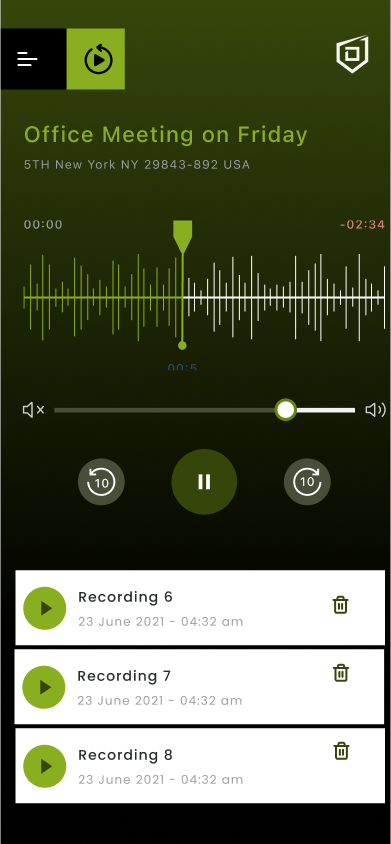 Office Meeting on Friday
5TH New York NY 29843-892 USA
00:00
-02:34
00:5
10
10
Recording 6
23 June 2021 - 04:32 am
Recording 7
23 June 2021 - 04:32 am
Recording 8
23 June 2021 - 04:32 am